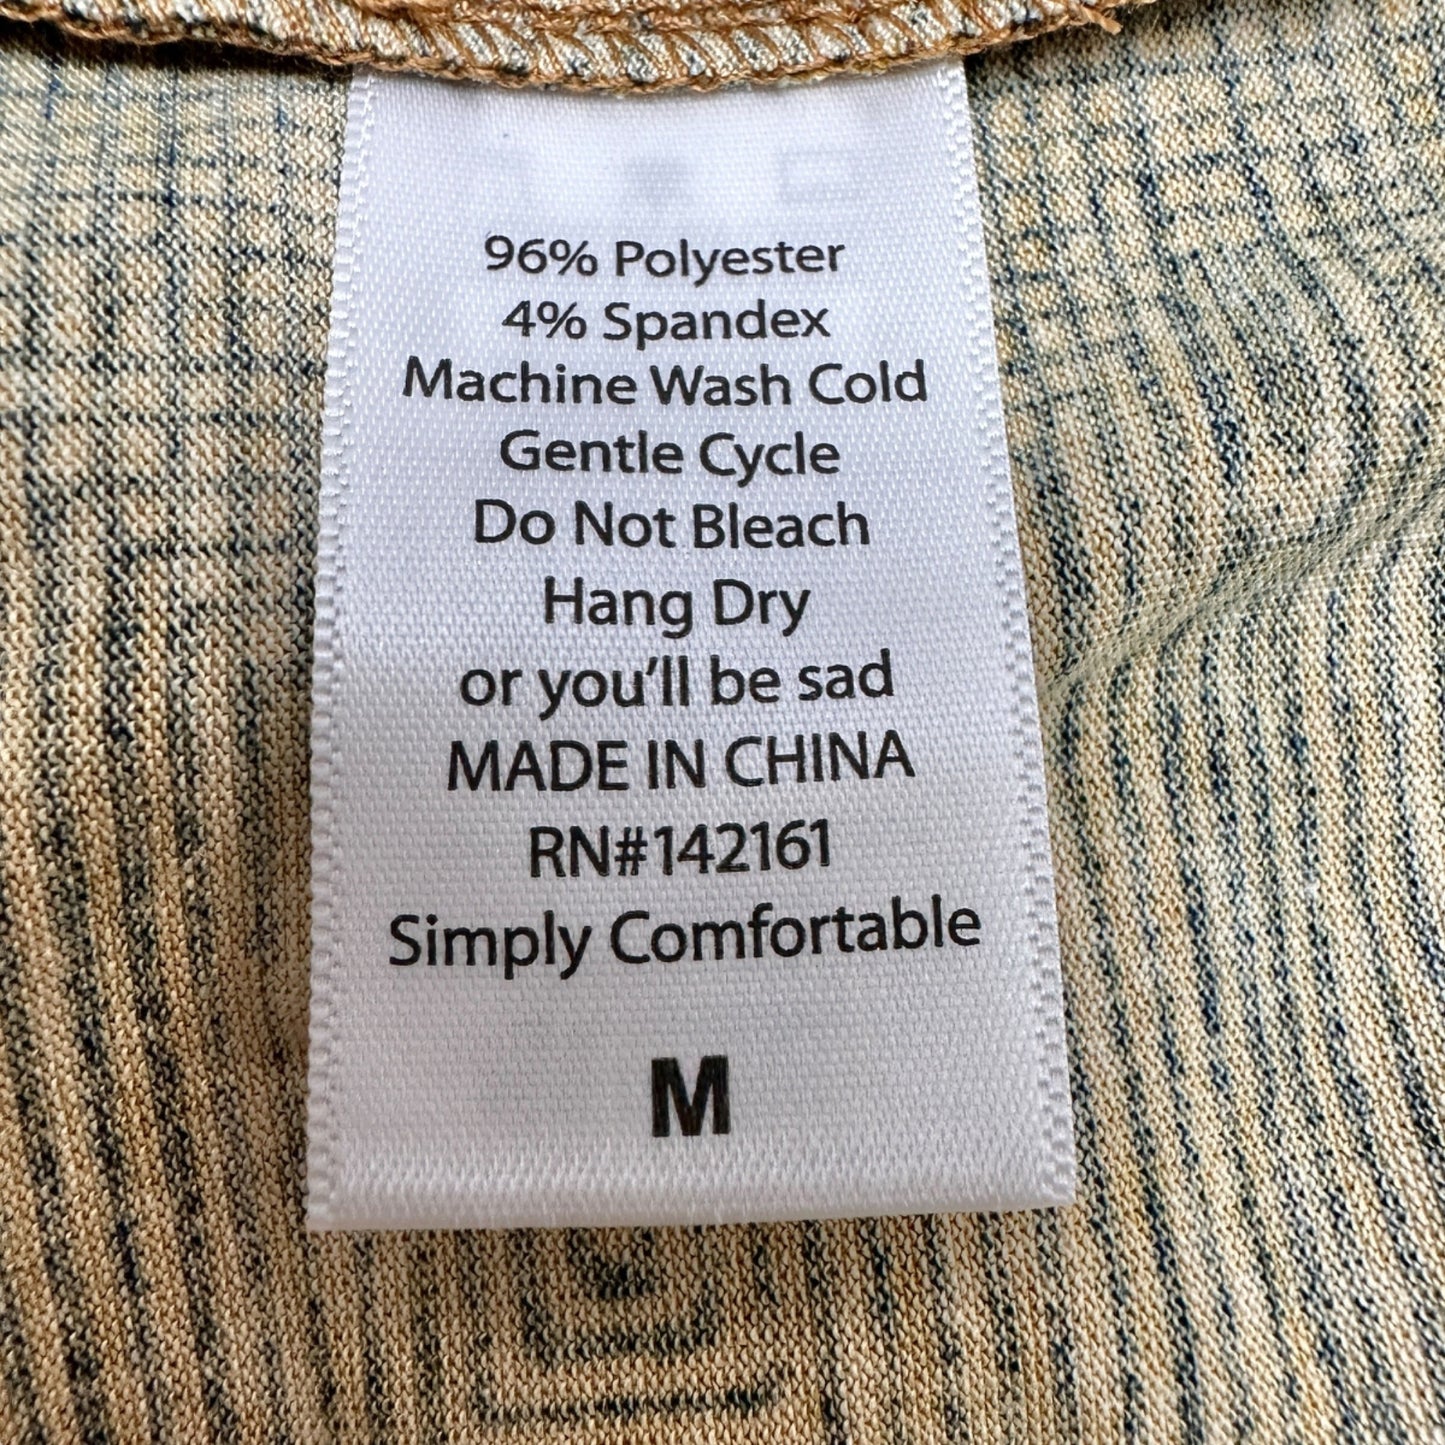 96% Polyester
4% Spandex
Machine Wash Cold
Gentle Cycle
Do Not Bleach
Hang Dry
or you'll be sad
MADE IN CHINA
RN#142161
Simply Comfortable
M